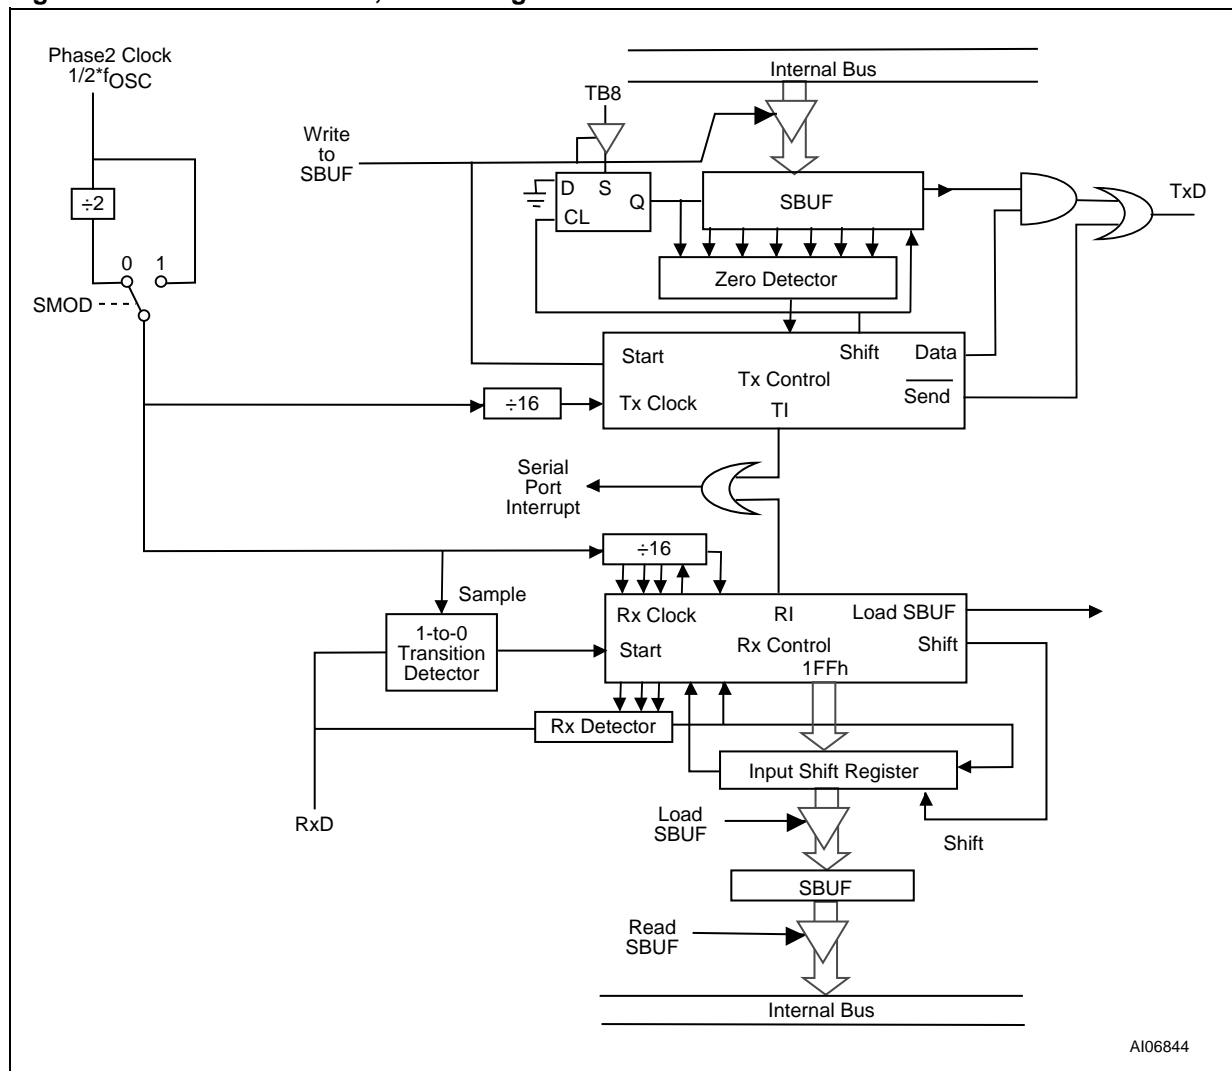 Phase2 Clock
1/2*fOSC
Internal Bus
TB8
Write
to
SBUF
÷2
D S
Q
CL
SBUF
TxD
0 1
Zero Detector
SMOD
Start
Shift
Data
Tx Control
Send
÷16
Tx Clock
TI
Serial
Port
Interrupt
÷16
Sample
Rx Clock
RI
Load SBUF
1-to-0
Transition
Detector
Start
Rx Control
Shift
1FFh
Rx Detector
Input Shift Register
RxD
Load
SBUF
Shift
SBUF
Read
SBUF
Internal Bus
AI06844